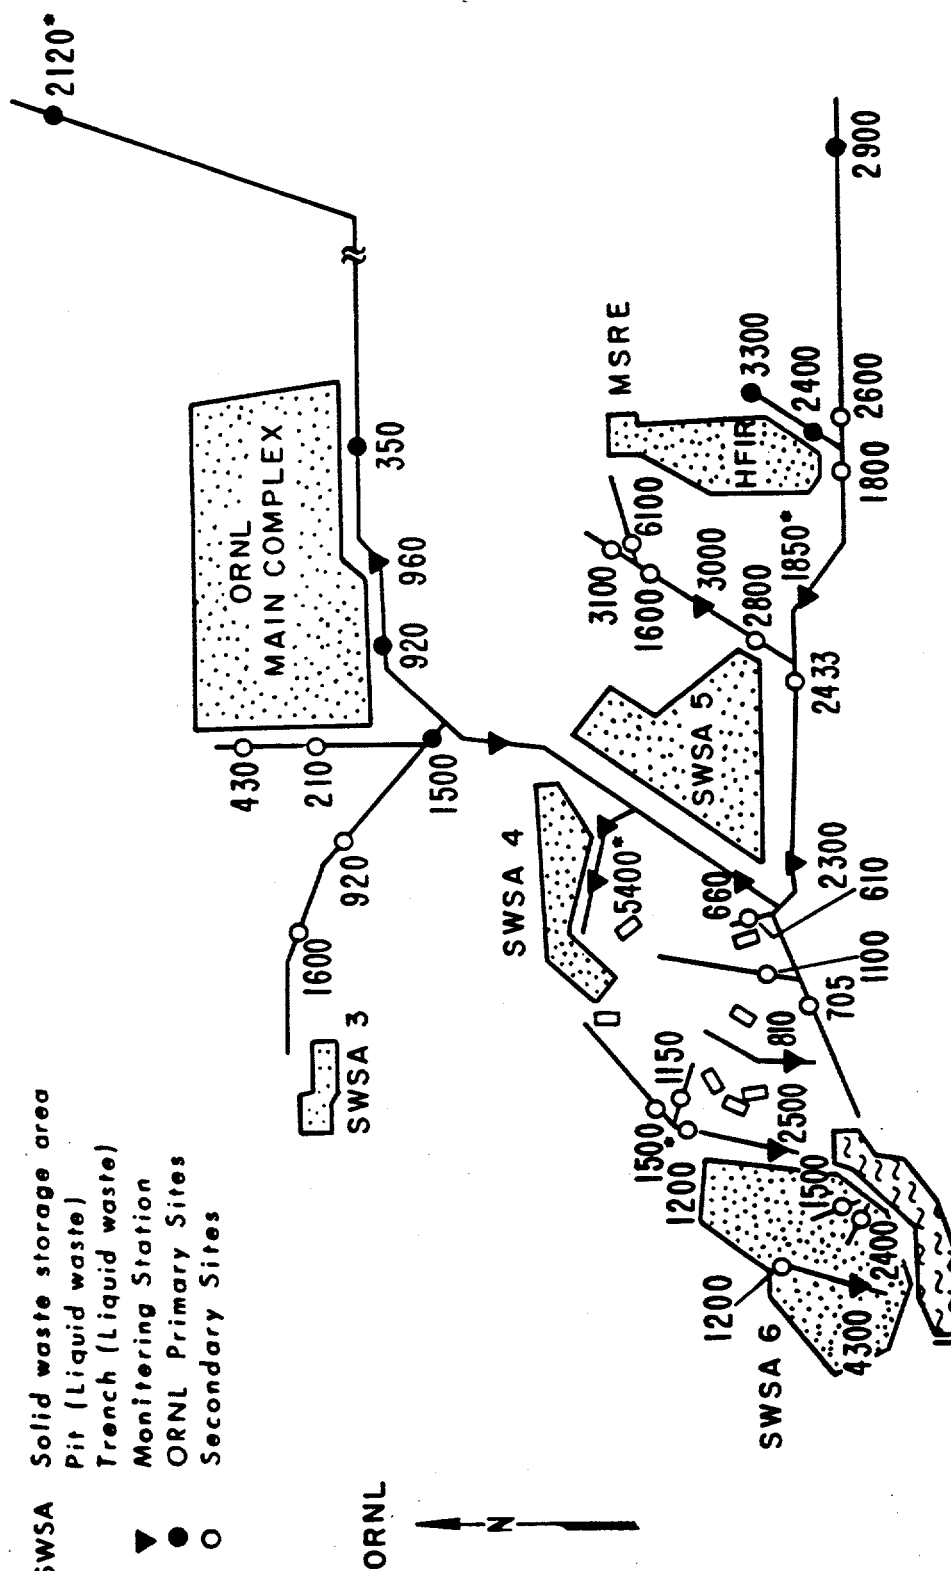 SWSA Solid waste storage area
Pit (Liquid waste)
Trench (Liquid waste)
Monitering Station
ORNL Primary Sites
Secondary Sites
ORNL
N
2120*
ORNL
MAIN COMPLEX
350
960
920
430
210
1500
920
1600
SWSA 3
SWSA 4
5400*
SWSA 5
MSRE
HFIR
3300
2400
2900
2600
1800
1850*
6100
3100
1600
3000
2800
2433
2300
660
610
1100
705
810
1150
1500*
2500
1200
1500
2400
1200
4300
SWSA 6